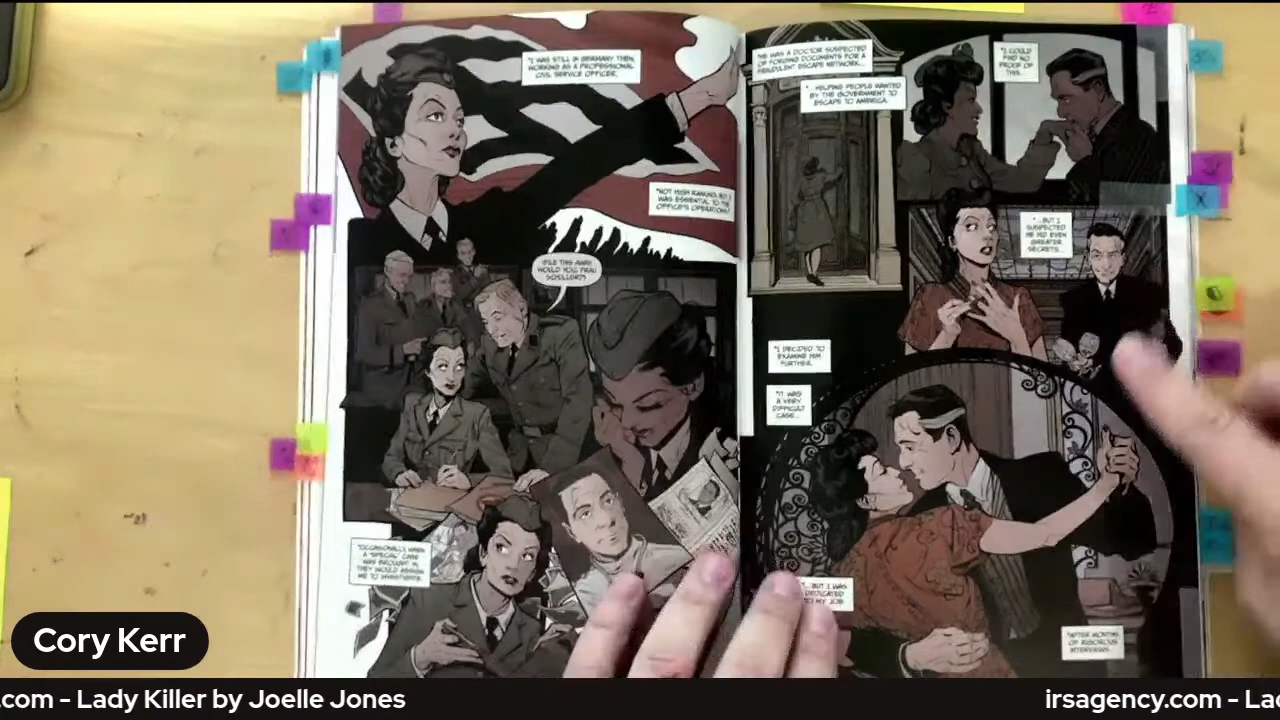 "I WAS STILL IN GERMANY THEN,
WORKING AS A PROFESSIONAL
CIVIL SERVICE OFFICER.
"NOT HIGH RANKING, BUT I
WAS ESSENTIAL TO THE
OFFICE'S OPERATIONS.
FILE THIS AWAY,
WOULD YOU, FRAU
SCHULLER?
"OCCASIONALLY, WHEN
A "SPECIAL" CASE
WAS BROUGHT IN,
THEY WOULD ASSIGN
ME TO INVESTIGATE.
"HE WAS A DOCTOR SUSPECTED
OF FORGING DOCUMENTS FOR A
FRAUDULENT ESCAPE NETWORK...
"...HELPING PEOPLE WANTED
BY THE GOVERNMENT TO
ESCAPE TO AMERICA.
"I COULD
FIND NO
PROOF OF
THIS...
"...BUT I
SUSPECTED
HE HID EVEN
GREATER
SECRETS...
"I DECIDED TO
EXAMINE HIM
FURTHER.
"IT WAS
A VERY
DIFFICULT
CASE...
"...BUT I WAS
DEDICATED
TO MY JOB.
"AFTER MONTHS
OF RIGOROUS
INTERVIEWS...
Cory Kerr
.com - Lady Killer by Joelle Jones
irsagency.com - Lad